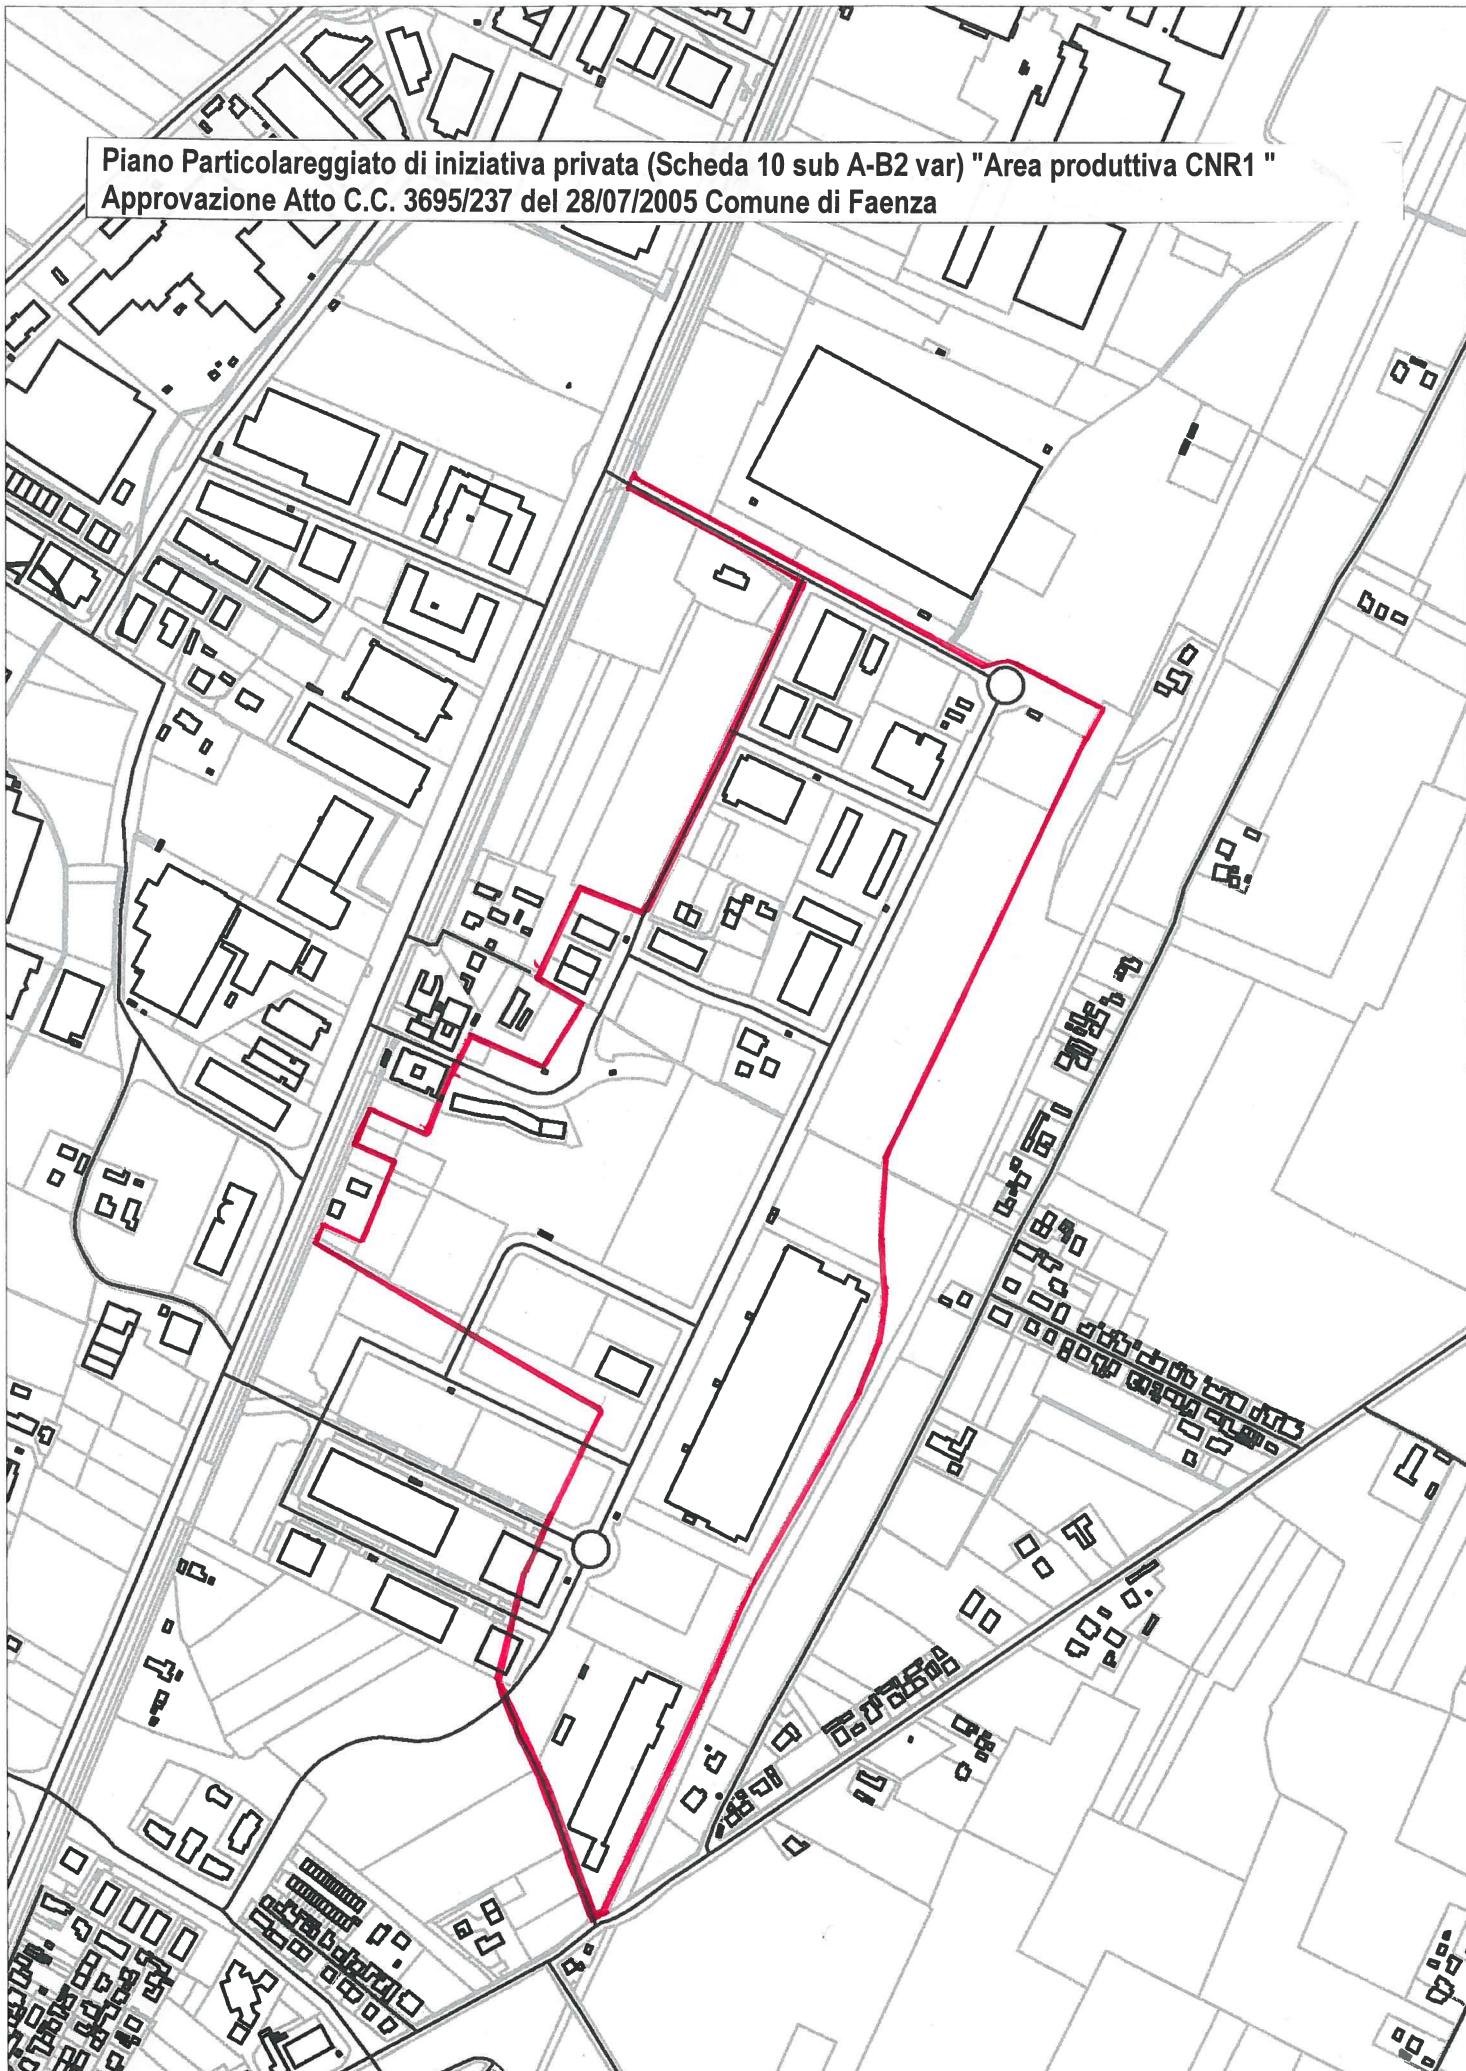 Piano Particolareggiato di iniziativa privata (Scheda 10 sub A-B2 var) "Area produttiva CNR1 "
Approvazione Atto C.C. 3695/237 del 28/07/2005 Comune di Faenza